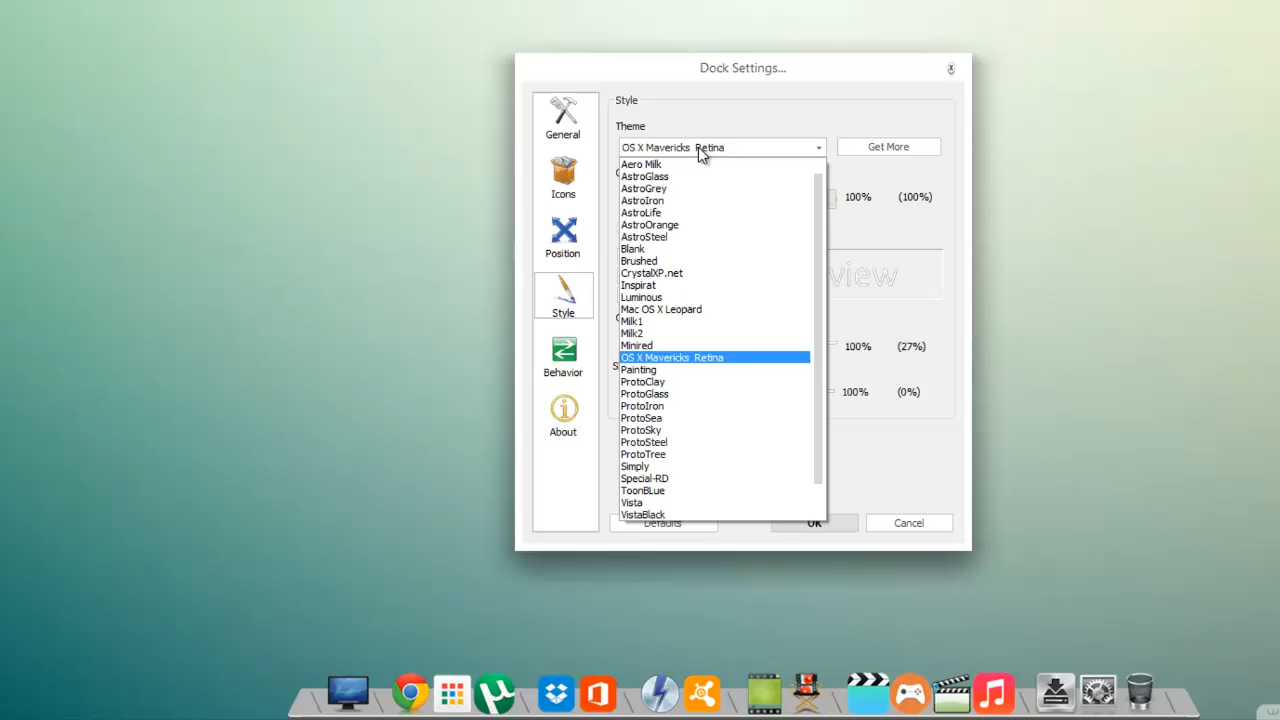 Dock Settings...
x
General
Icons
Position
Style
Behavior
About
Style
Theme
OS X Mavericks Retina
Get More
Aero Milk
AstroGlass
AstroGrey
AstroIron
AstroLife
AstroOrange
AstroSteel
Blank
Brushed
CrystalXP.net
Inspirat
Luminous
Mac OS X Leopard
Milk1
Milk2
Minired
OS X Mavericks Retina
Painting
ProtoClay
ProtoGlass
ProtoIron
ProtoSea
ProtoSky
ProtoSteel
ProtoTree
Simply
Special-RD
ToonBLue
Vista
VistaBlack
100% (100%)
view
100% (27%)
100% (0%)
Defaults
OK
Cancel